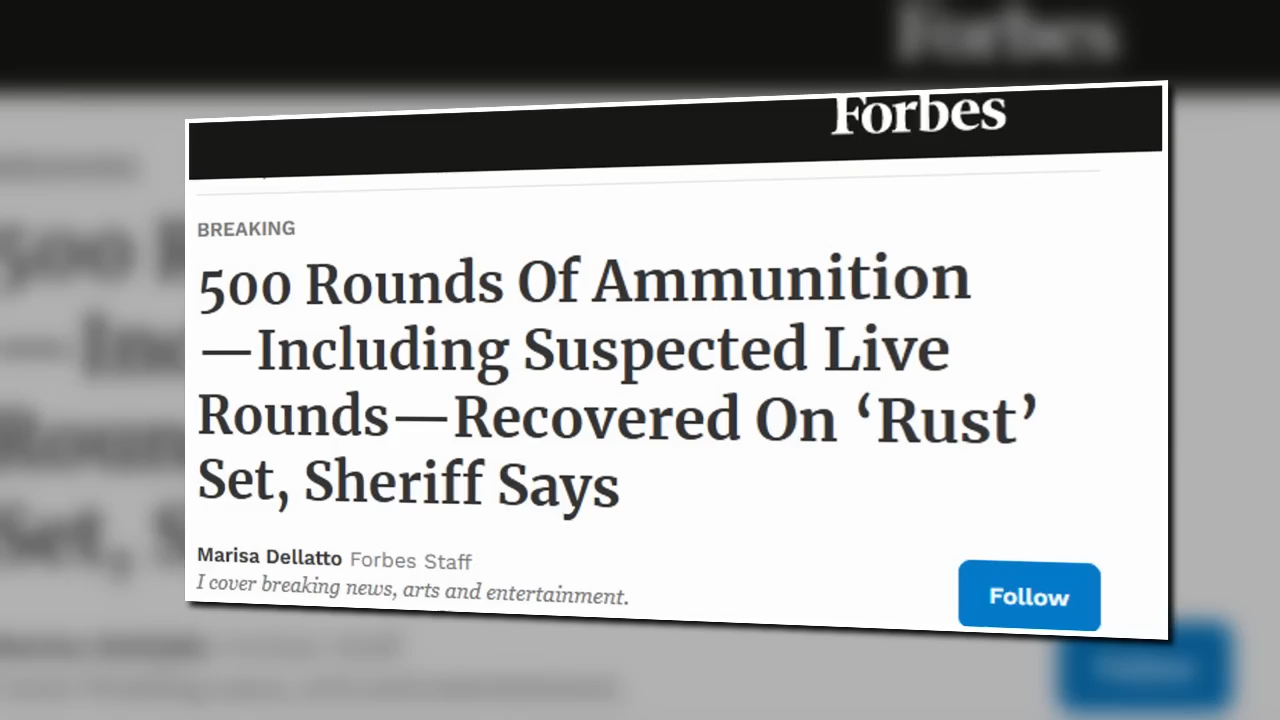 Forbes
BREAKING
500 Rounds Of Ammunition
—Including Suspected Live
Rounds—Recovered On ‘Rust’
Set, Sheriff Says
Marisa Dellatto Forbes Staff
I cover breaking news, arts and entertainment.
Follow